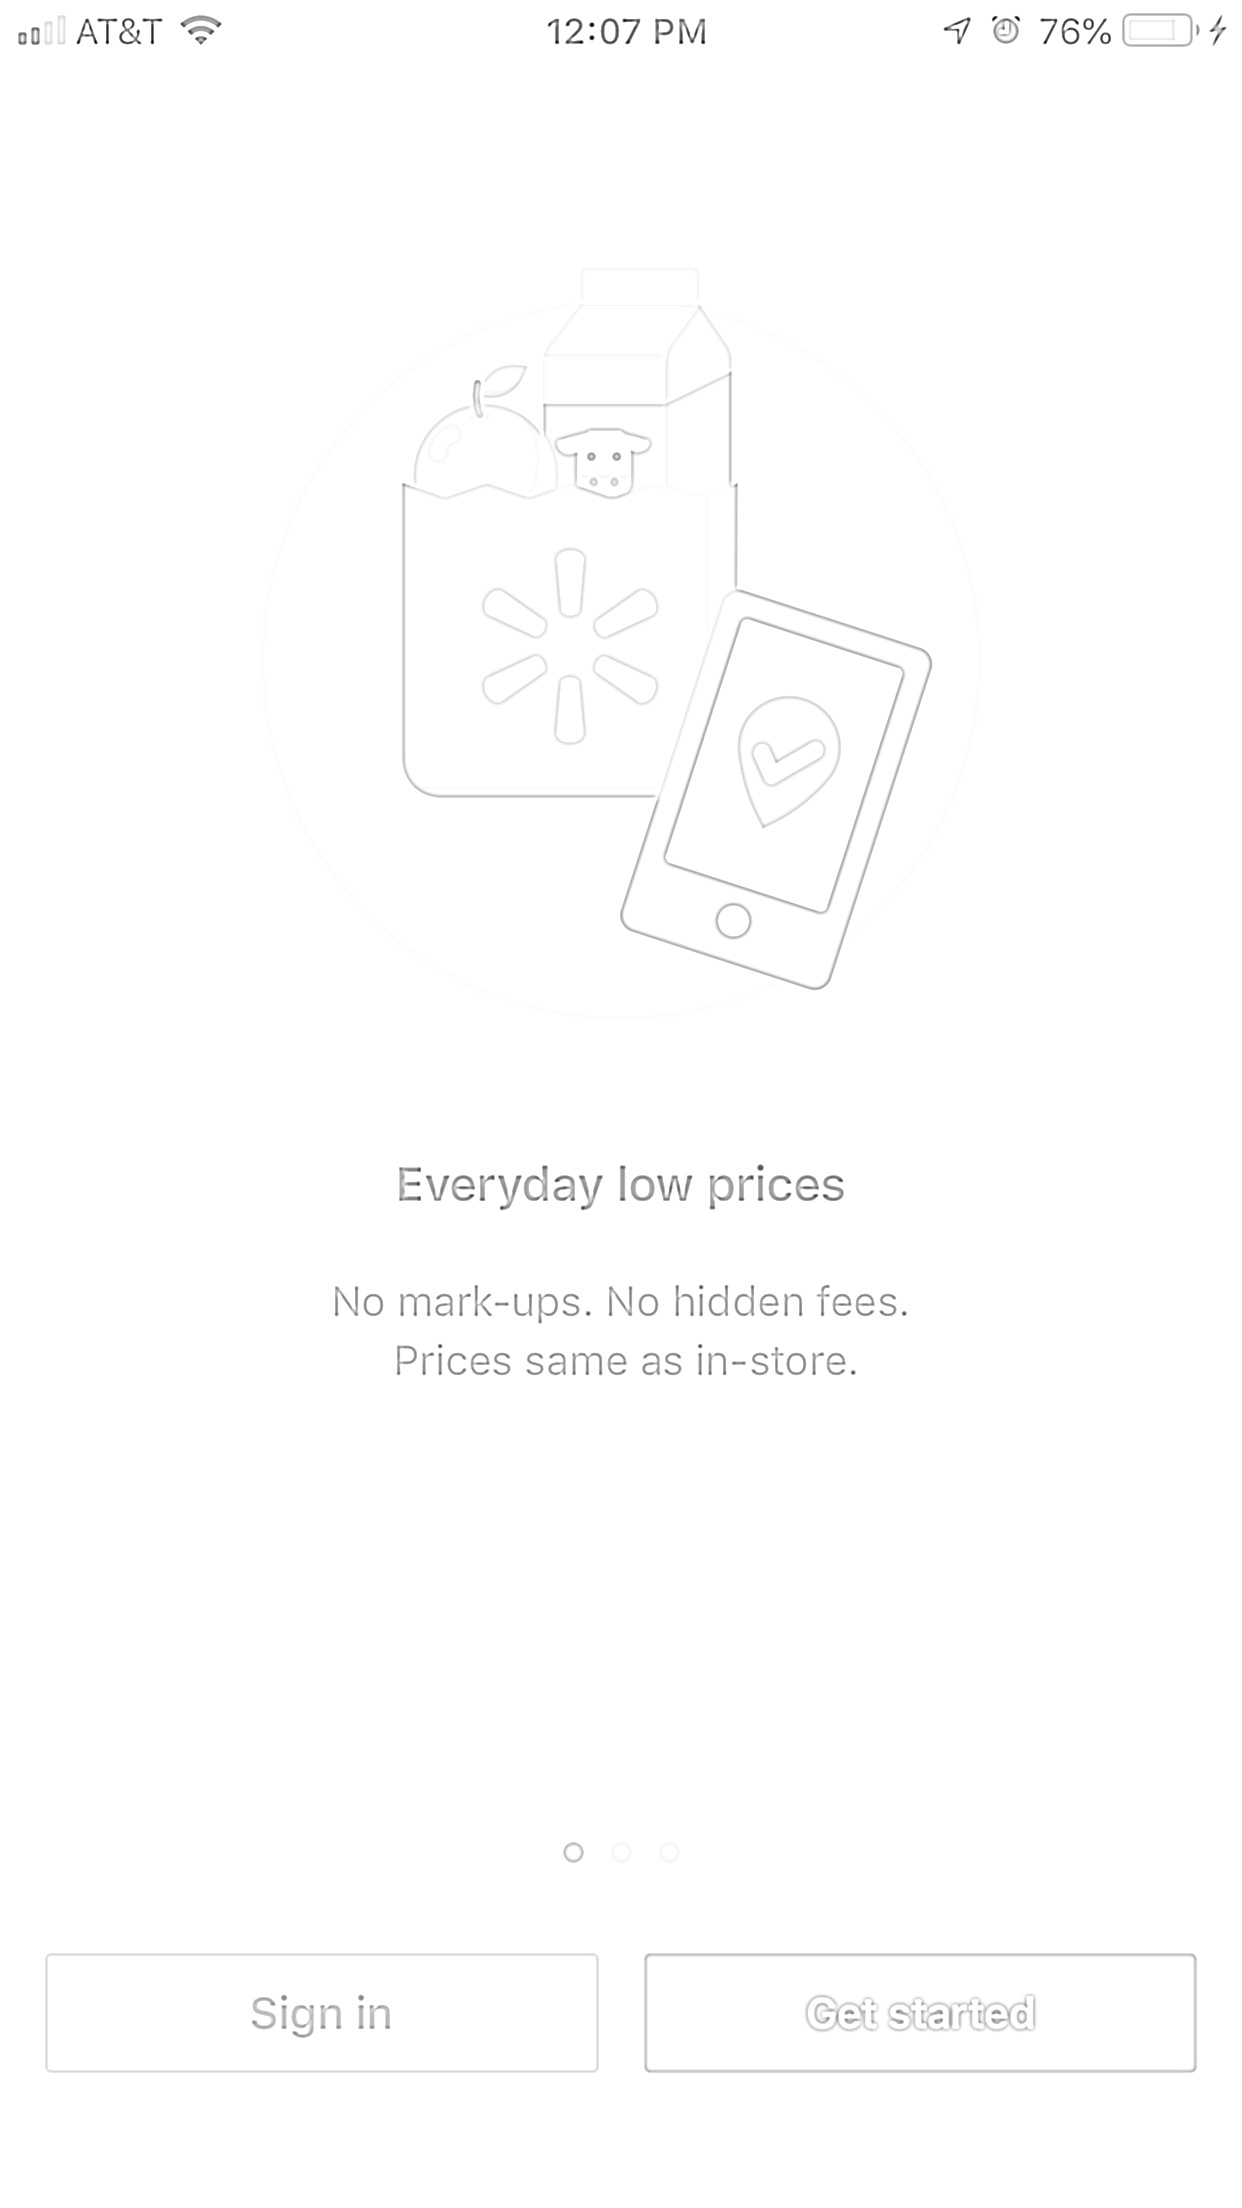 AT&T 12:07 PM 76%
Everyday low prices
No mark-ups. No hidden fees.
Prices same as in-store.
Sign in Get started